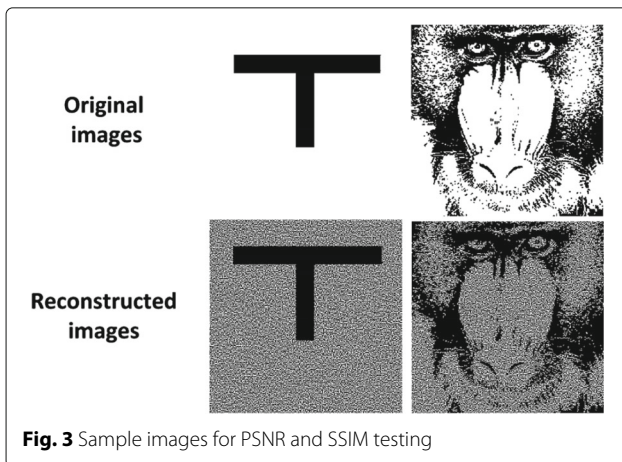 Original
images
T
Reconstructed
images
T
Fig. 3 Sample images for PSNR and SSIM testing